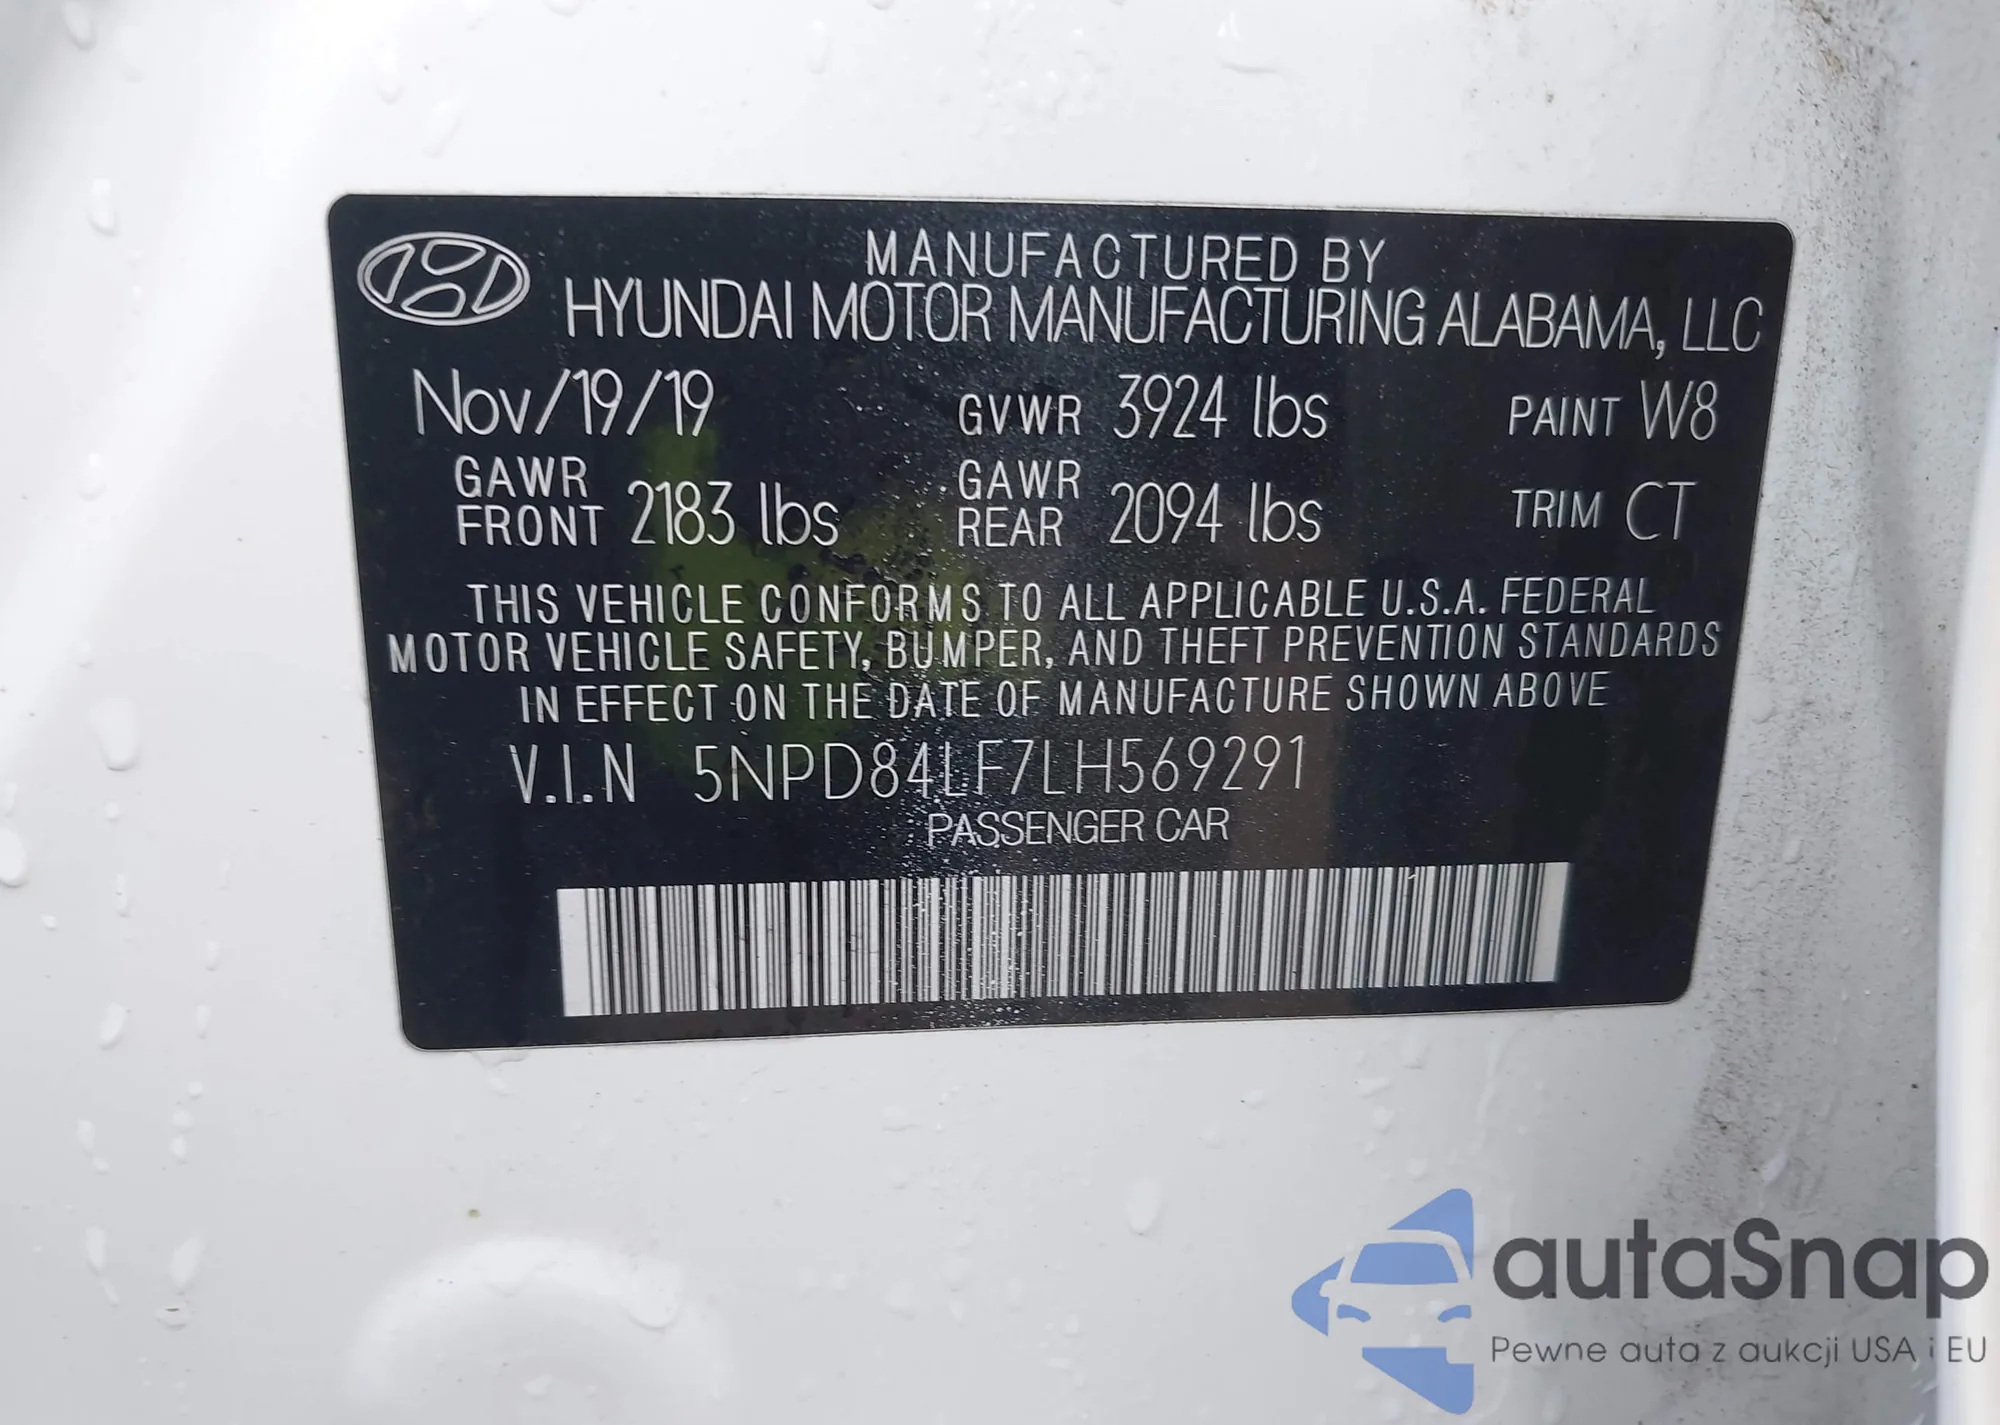 MANUFACTURED BY
HYUNDAI MOTOR MANUFACTURING ALABAMA, LLC
Nov/19/19 GVWR 3924 lbs PAINT W8
GAWR FRONT 2183 lbs GAWR REAR 2094 lbs TRIM CT
THIS VEHICLE CONFORMS TO ALL APPLICABLE U.S.A. FEDERAL
MOTOR VEHICLE SAFETY, BUMPER, AND THEFT PREVENTION STANDARDS
IN EFFECT ON THE DATE OF MANUFACTURE SHOWN ABOVE
V.I.N 5NPD84LF7LH569291
PASSENGER CAR
autaSnap
Pewne auta z aukcji USA i EU